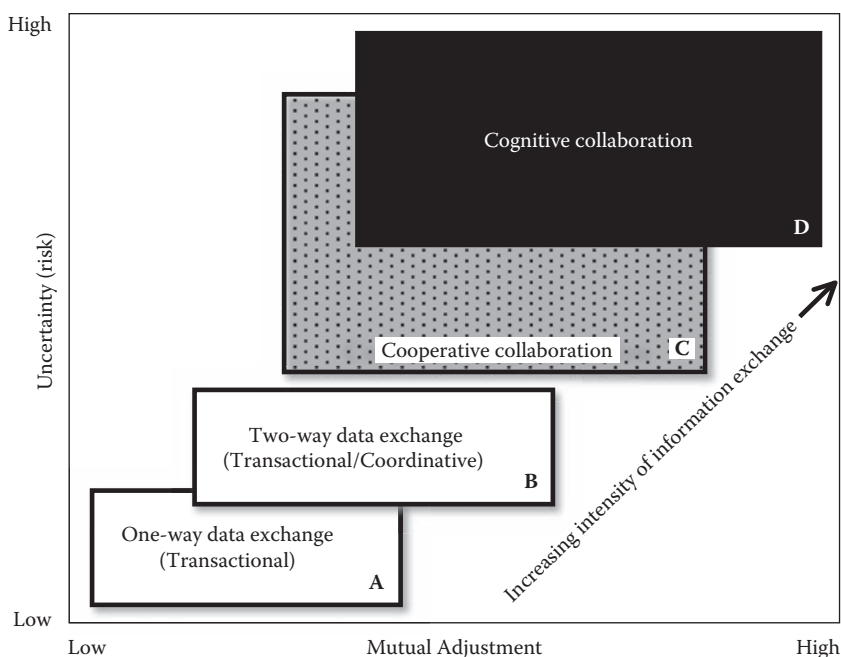 High
Cognitive collaboration
D
Uncertainty (risk)
Cooperative collaboration
C
Increasing intensity of information exchange
Two-way data exchange
(Transactional/Coordinative)
B
One-way data exchange
(Transactional)
A
Low
Low
Mutual Adjustment
High